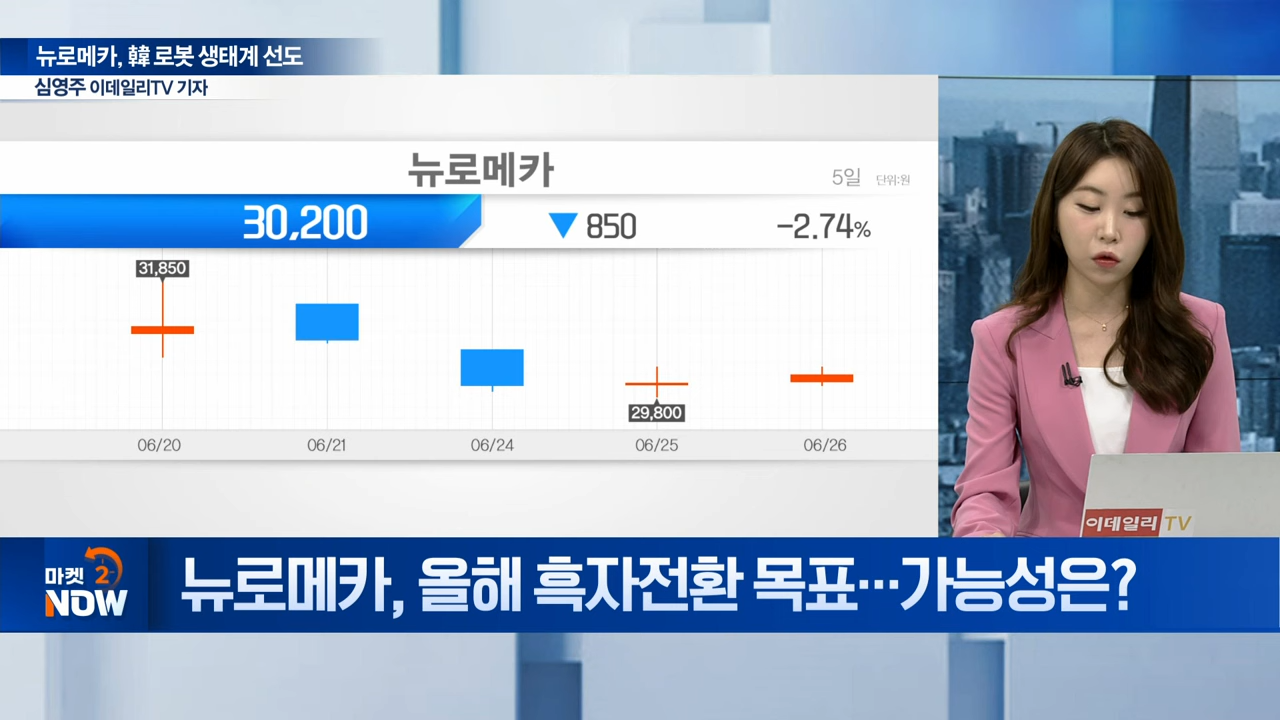 뉴로메카, 韓 로봇 생태계 선도
심영주 이데일리TV 기자
뉴로메카
5일 단위:원
30,200 ▼ 850 -2.74%
31,850
29,800
06/20 06/21 06/24 06/25 06/26
이데일리TV
마켓 2
NOW
뉴로메카, 올해 흑자전환 목표…가능성은?